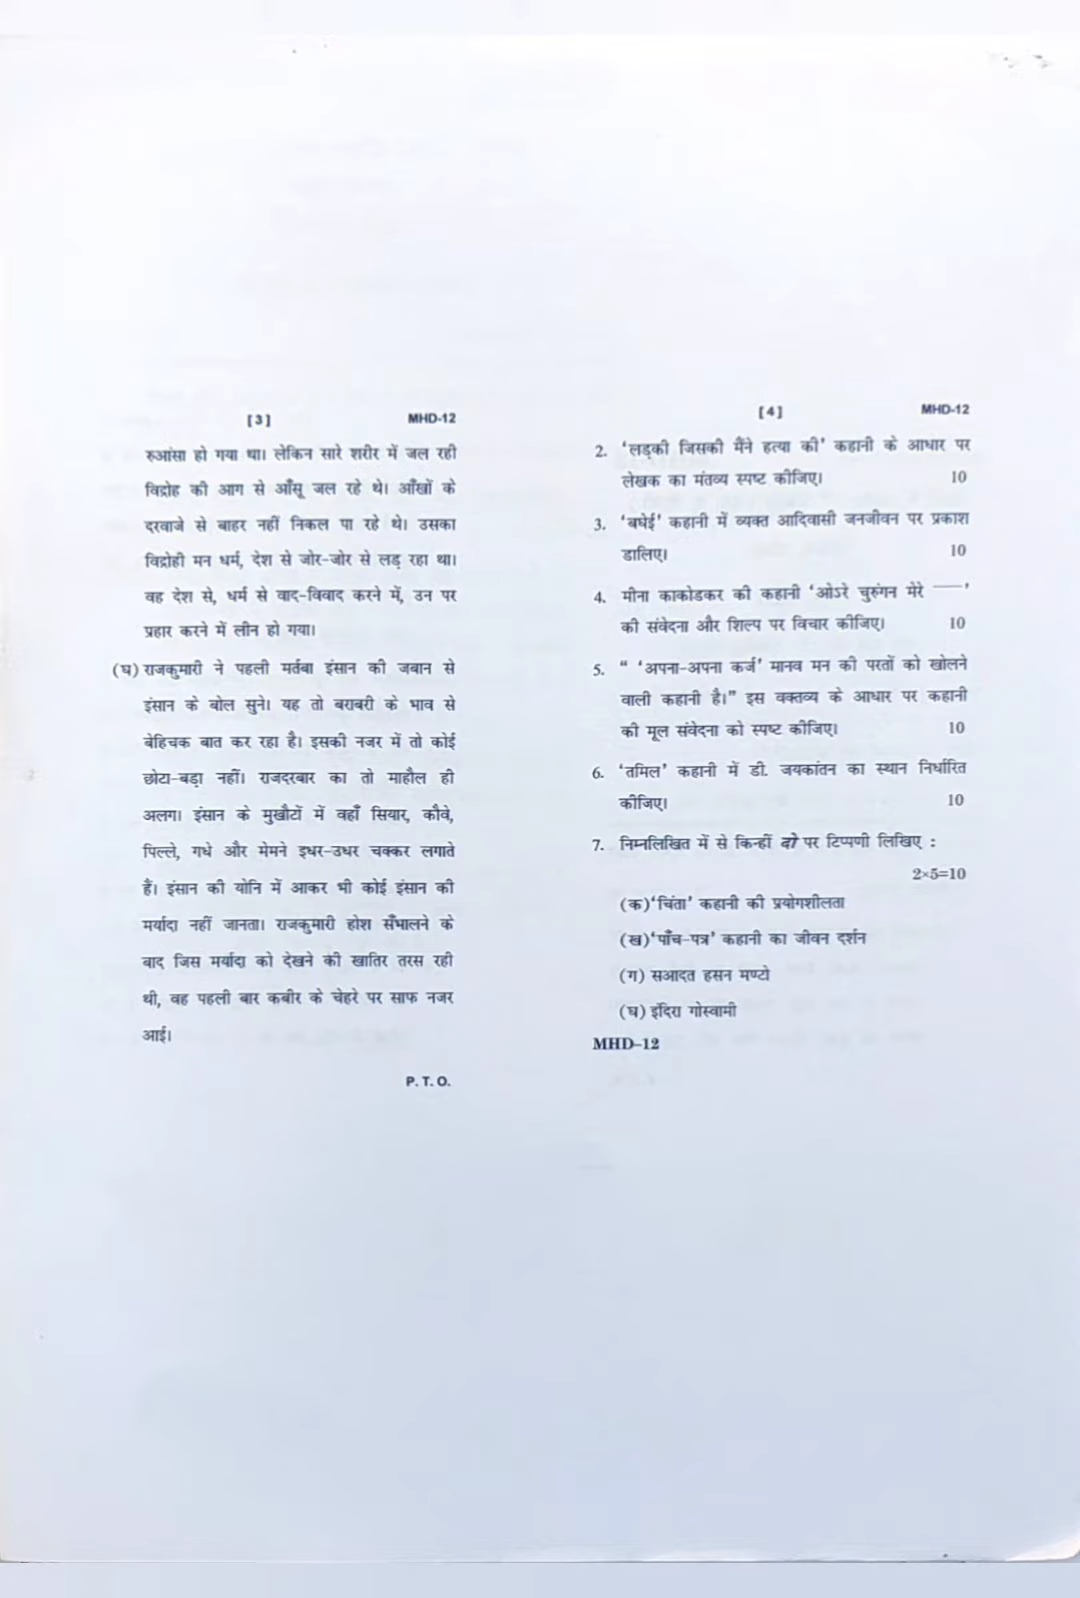 [3] MHD-12
रुआंसा हो गया था। लेकिन सारे शरीर में जल रही
विद्रोह की आग से आँसू जल रहे थे। आँखों के
दरवाजे से बाहर नहीं निकल पा रहे थे। उसका
विद्रोही मन धर्म, देश से जोर-जोर से लड़ रहा था।
वह देश से, धर्म से वाद-विवाद करने में, उन पर
प्रहार करने में लीन हो गया।
(घ) राजकुमारी ने पहली मर्तबा इंसान की जबान से
इंसान के बोल सुने। यह तो बराबरी के भाव से
बेहिचक बात कर रहा है। इसकी नजर में तो कोई
छोटा-बड़ा नहीं। राजदरबार का तो माहौल ही
अलग। इंसान के मुखौटों में वहाँ सियार, कौवे,
पिल्ले, गधे और मेमने इधर-उधर चक्कर लगाते
हैं। इंसान की योनि में आकर भी कोई इंसान की
मर्यादा नहीं जानता। राजकुमारी होश सँभालने के
बाद जिस मर्यादा को देखने की खातिर तरस रही
थी, वह पहली बार कबीर के चेहरे पर साफ नजर
आई।
P. T. O.
[4] MHD-12
2. ‘लड़की जिसकी मैंने हत्या की’ कहानी के आधार पर
लेखक का मंतव्य स्पष्ट कीजिए। 10
3. ‘बघेई’ कहानी में व्यक्त आदिवासी जनजीवन पर प्रकाश
डालिए। 10
4. मीना काकोडकर की कहानी ‘ओऽरे चुरुंगन मेरे ——’
की संवेदना और शिल्प पर विचार कीजिए। 10
5. “ ‘अपना-अपना कर्ज’ मानव मन की परतों को खोलने
वाली कहानी है।” इस वक्तव्य के आधार पर कहानी
की मूल संवेदना को स्पष्ट कीजिए। 10
6. ‘तमिल’ कहानी में डी. जयकांतन का स्थान निर्धारित
कीजिए। 10
7. निम्नलिखित में से किन्हीं दो पर टिप्पणी लिखिए :
2×5=10
(क) ‘चिंता’ कहानी की प्रयोगशीलता
(ख) ‘पाँच-पत्र’ कहानी का जीवन दर्शन
(ग) सआदत हसन मण्टो
(घ) इंदिरा गोस्वामी
MHD–12